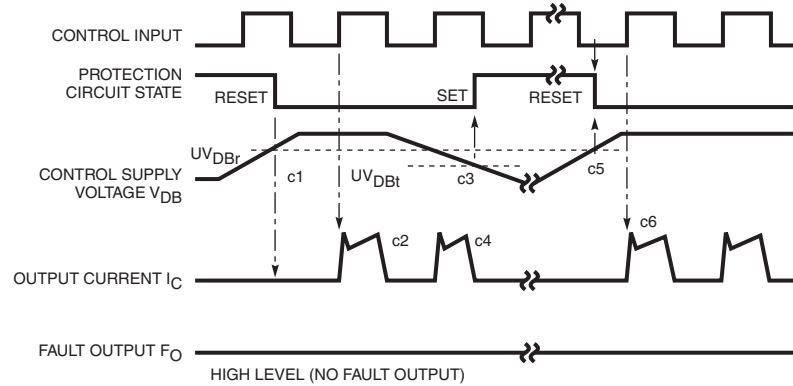 CONTROL INPUT
PROTECTION
CIRCUIT STATE
RESET
SET
RESET
UVDBr
UVDBt
c1
c3
c5
CONTROL SUPPLY
VOLTAGE VDB
c2
c4
c6
OUTPUT CURRENT IC
FAULT OUTPUT FO
HIGH LEVEL (NO FAULT OUTPUT)